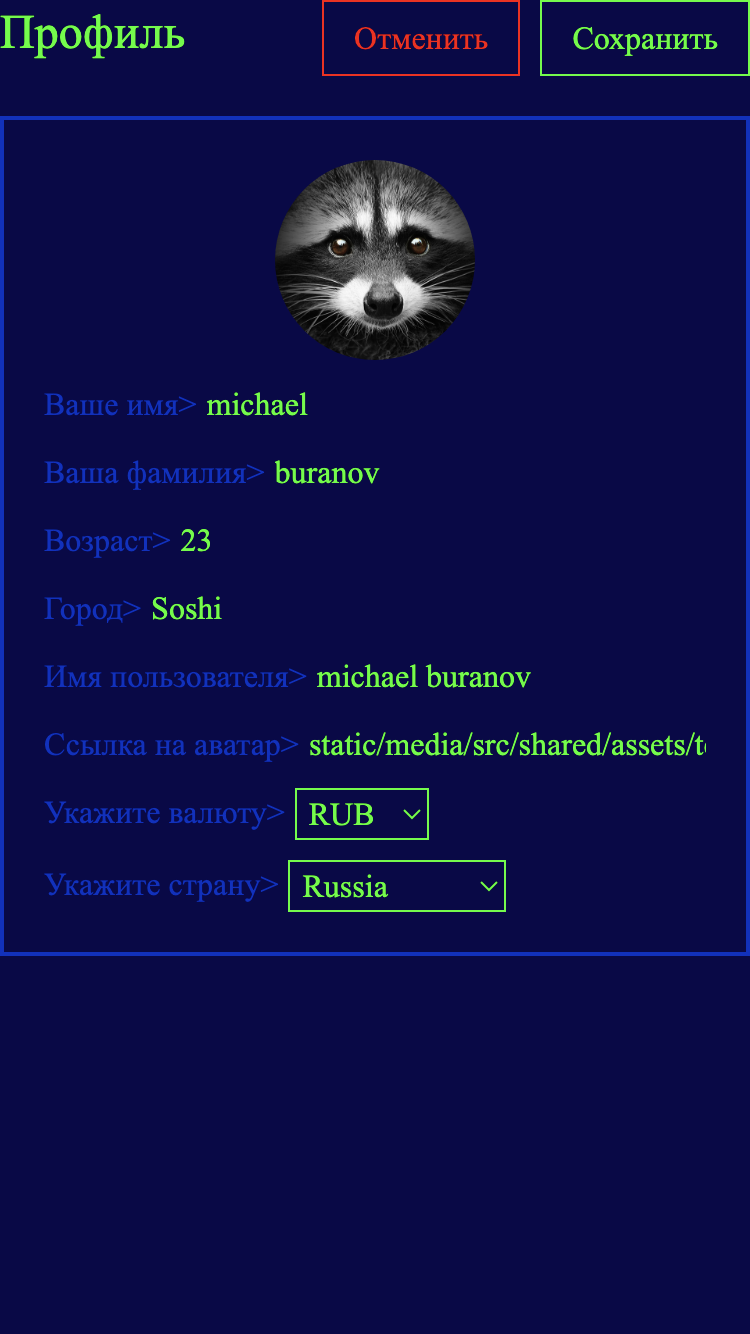 Профиль
Отменить
Сохранить
Ваше имя> michael
Ваша фамилия> buranov
Возраст> 23
Город> Soshi
Имя пользователя> michael buranov
Ссылка на аватар> static/media/src/shared/assets/t
Укажите валюту> RUB
Укажите страну> Russia